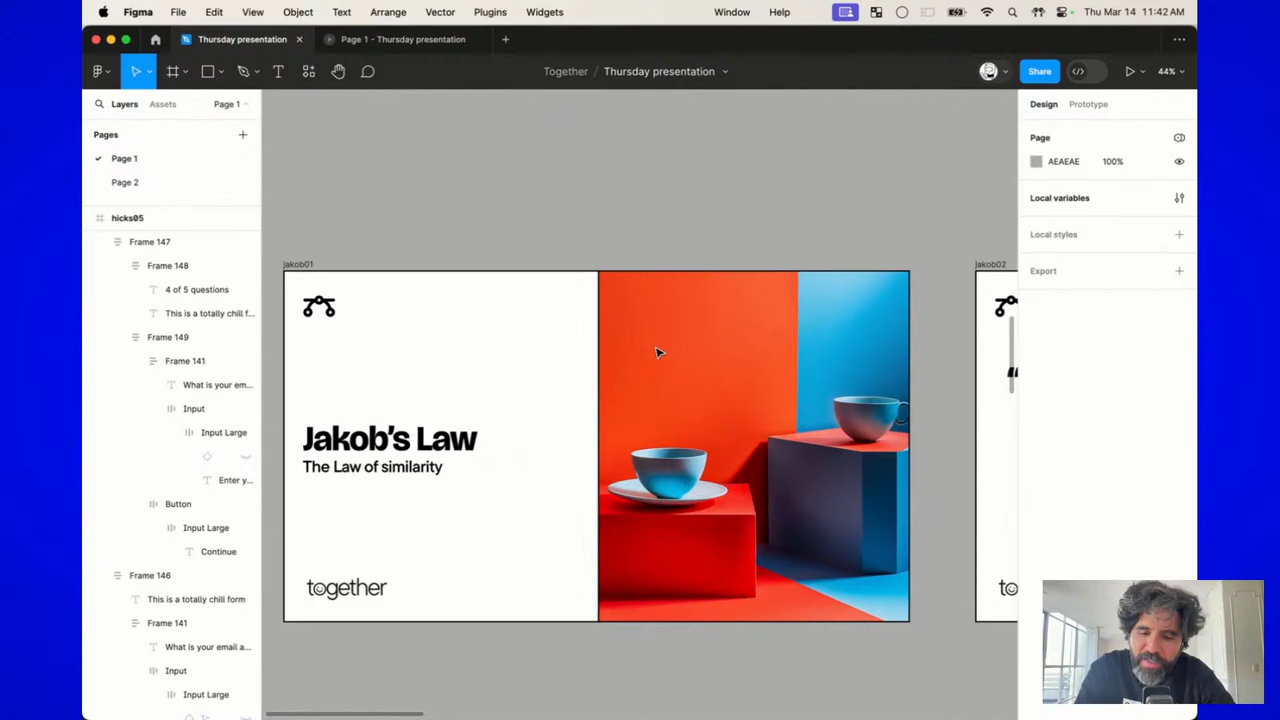 Figma File Edit View Object Text Arrange Vector Plugins Widgets Window Help Thu Mar 14 11:42 AM
Thursday presentation Page 1 - Thursday presentation
Together / Thursday presentation Share 44%
Layers Assets Page 1
Pages
Page 1
Page 2
hicks05
Frame 147
Frame 148
4 of 5 questions
This is a totally chill f...
Frame 149
Frame 141
What is your em...
Input
Input Large
Enter y...
Button
Input Large
Continue
Frame 146
This is a totally chill form
Frame 141
What is your email a...
Input
Input Large
jakob01
Jakob's Law
The Law of similarity
together
jakob02
to
Design Prototype
Page
AEAEAE 100%
Local variables
Local styles
Export